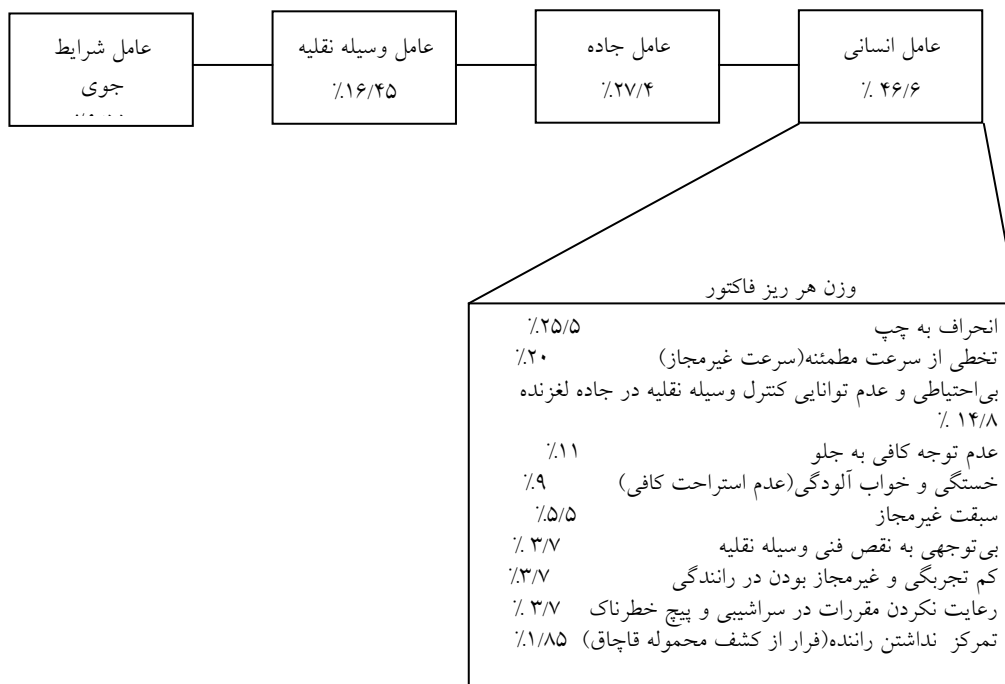 عامل انسانی
٪ ۴۶/۶
عامل جاده
٪۲۷/۴
عامل وسیله نقلیه
٪۱۶/۴۵
عامل شرایط
جوی
وزن هر ریز فاکتور
انحراف به چپ ٪۲۵/۵
تخطی از سرعت مطمئنه(سرعت غیرمجاز) ٪۲۰
بی‌احتیاطی و عدم توانایی کنترل وسیله نقلیه در جاده لغزنده
۱۴/۸ ٪
عدم توجه کافی به جلو ٪۱۱
خستگی و خواب آلودگی(عدم استراحت کافی) ٪۹
سبقت غیرمجاز ٪۵/۵
بی‌توجهی به نقص فنی وسیله نقلیه ۳/۷ ٪
کم تجربگی و غیرمجاز بودن در رانندگی ٪۳/۷
رعایت نکردن مقررات در سراشیبی و پیچ خطرناک ۳/۷ ٪
تمرکز نداشتن راننده(فرار از کشف محموله قاچاق) ٪۱/۸۵